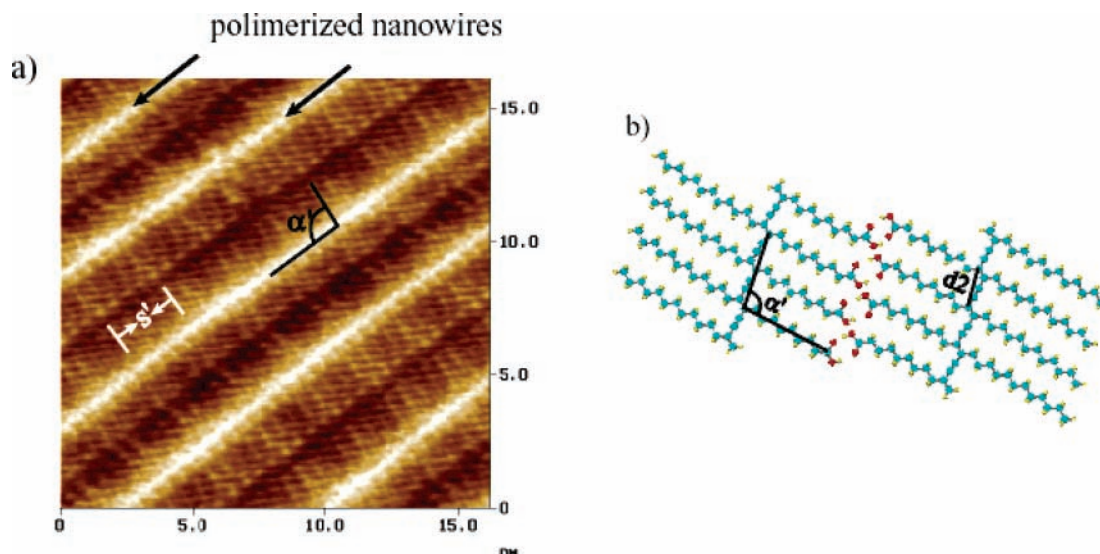 polimerized nanowires
a)
15.0
b)
α'
10.0
d2
s'
α'
5.0
0
0
5.0
10.0
15.0